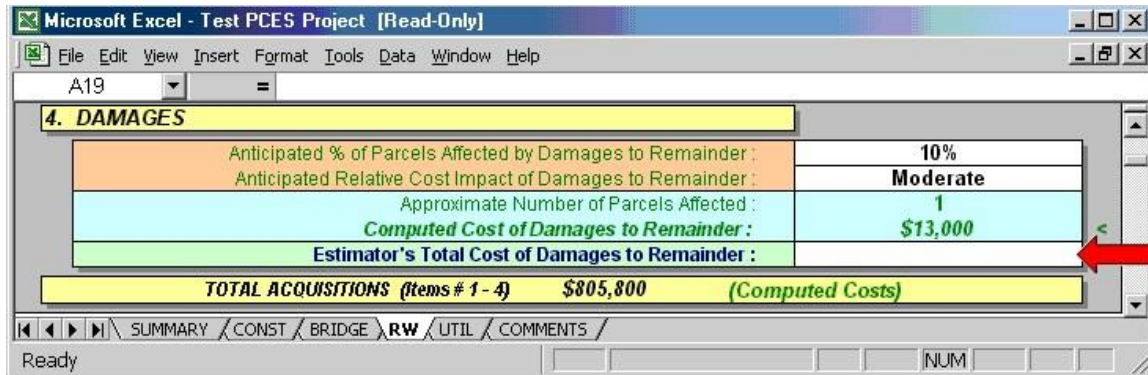 Microsoft Excel - Test PCES Project [Read-Only]
File Edit View Insert Format Tools Data Window Help
A19 =
4. DAMAGES
Anticipated % of Parcels Affected by Damages to Remainder : 10%
Anticipated Relative Cost Impact of Damages to Remainder : Moderate
Approximate Number of Parcels Affected : 1
Computed Cost of Damages to Remainder : $13,000 <
Estimator's Total Cost of Damages to Remainder :
TOTAL ACQUISITIONS (Items # 1 - 4) $805,800 (Computed Costs)
SUMMARY / CONST / BRIDGE \ RW / UTIL / COMMENTS /
Ready NUM